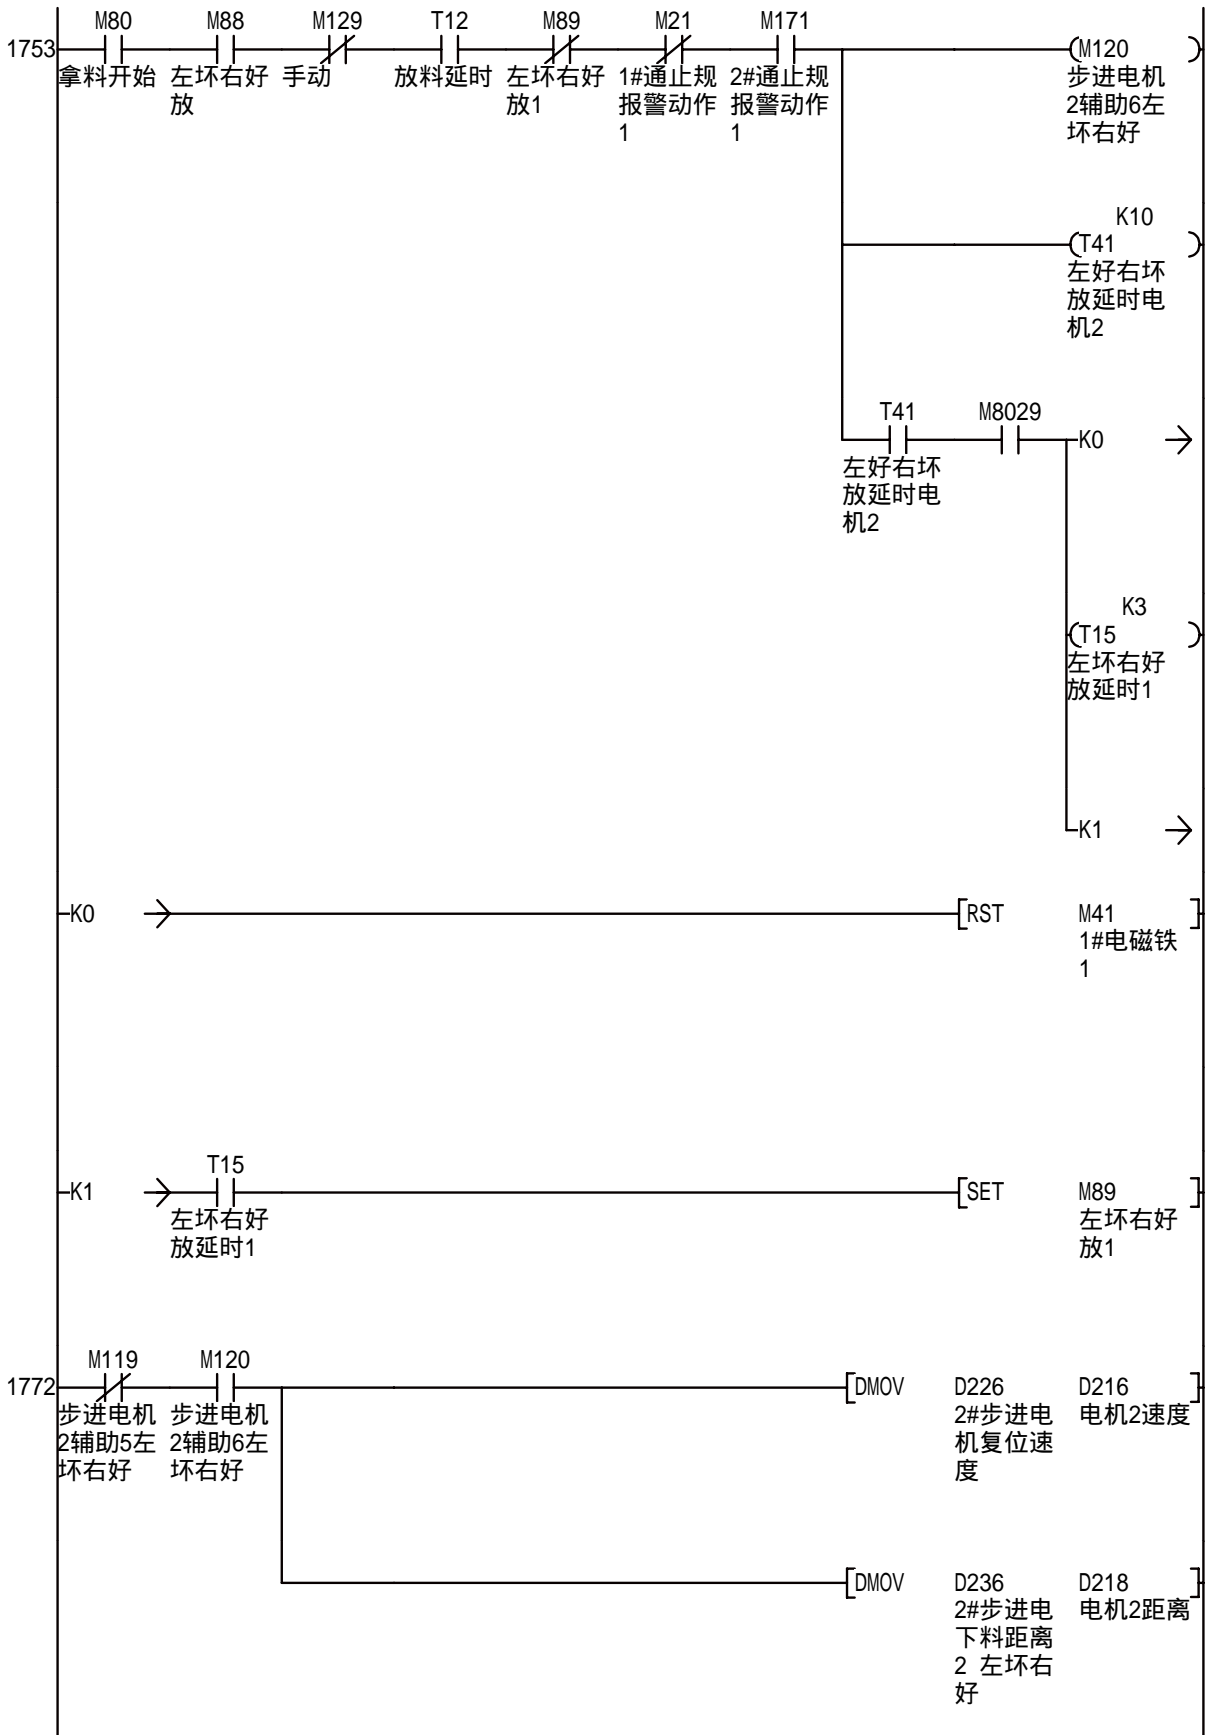 M80 M88 M129 T12 M89 M21 M171
1753 (M120 )
拿料开始 左坏右好 手动 放料延时 左坏右好 1#通止规 2#通止规 步进电机
放 放1 报警动作 报警动作 2辅助6左
1 1 坏右好
K10
(T41 )
左好右坏
放延时电
机2
T41 M8029
K0
左好右坏
放延时电
机2
K3
(T15 )
左坏右好
放延时1
K1
K0 [RST M41 ]
1#电磁铁
1
T15
K1 [SET M89 ]
左坏右好 左坏右好
放延时1 放1
M119 M120
1772 [DMOV D226 D216 ]
步进电机 步进电机 2#步进电 电机2速度
2辅助5左 2辅助6左 机复位速
坏右好 坏右好 度
[DMOV D236 D218 ]
2#步进电 电机2距离
下料距离
2 左坏右
好